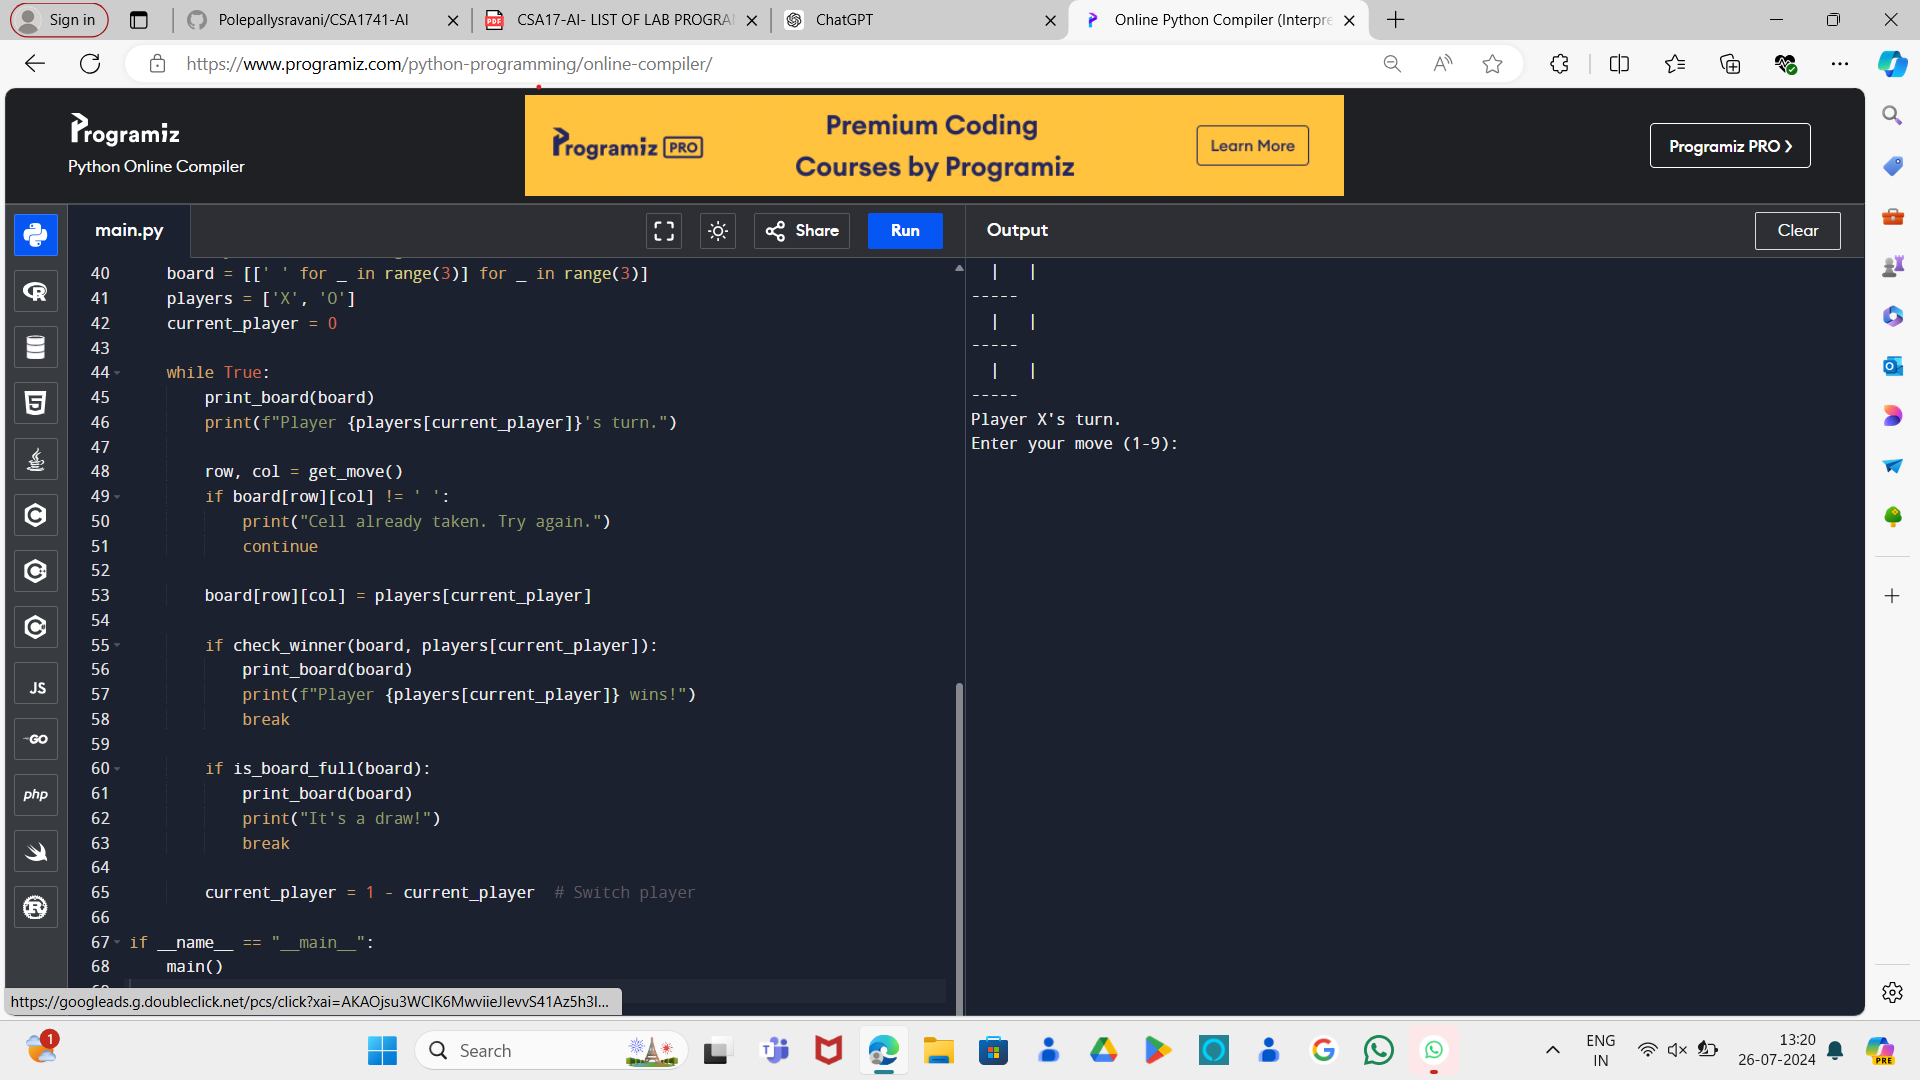 Sign in
Polepallysravani/CSA1741-AI
CSA17-AI- LIST OF LAB PROGRA
ChatGPT
Online Python Compiler (Interpre
https://www.programiz.com/python-programming/online-compiler/
Programiz
Python Online Compiler
Programiz PRO
Premium Coding
Courses by Programiz
Learn More
Programiz PRO
main.py
Share
Run
Output
Clear
40 board = [[' ' for _ in range(3)] for _ in range(3)]
41 players = ['X', 'O']
42 current_player = 0
43
44 while True:
45 print_board(board)
46 print(f"Player {players[current_player]}'s turn.")
47
48 row, col = get_move()
49 if board[row][col] != ' ':
50 print("Cell already taken. Try again.")
51 continue
52
53 board[row][col] = players[current_player]
54
55 if check_winner(board, players[current_player]):
56 print_board(board)
57 print(f"Player {players[current_player]} wins!")
58 break
59
60 if is_board_full(board):
61 print_board(board)
62 print("It's a draw!")
63 break
64
65 current_player = 1 - current_player  # Switch player
66
67 if __name__ == "__main__":
68 main()
| |
-----
| |
-----
| |
-----
Player X's turn.
Enter your move (1-9):
JS
GO
php
1
Search
ENG
IN
13:20
26-07-2024
PRE